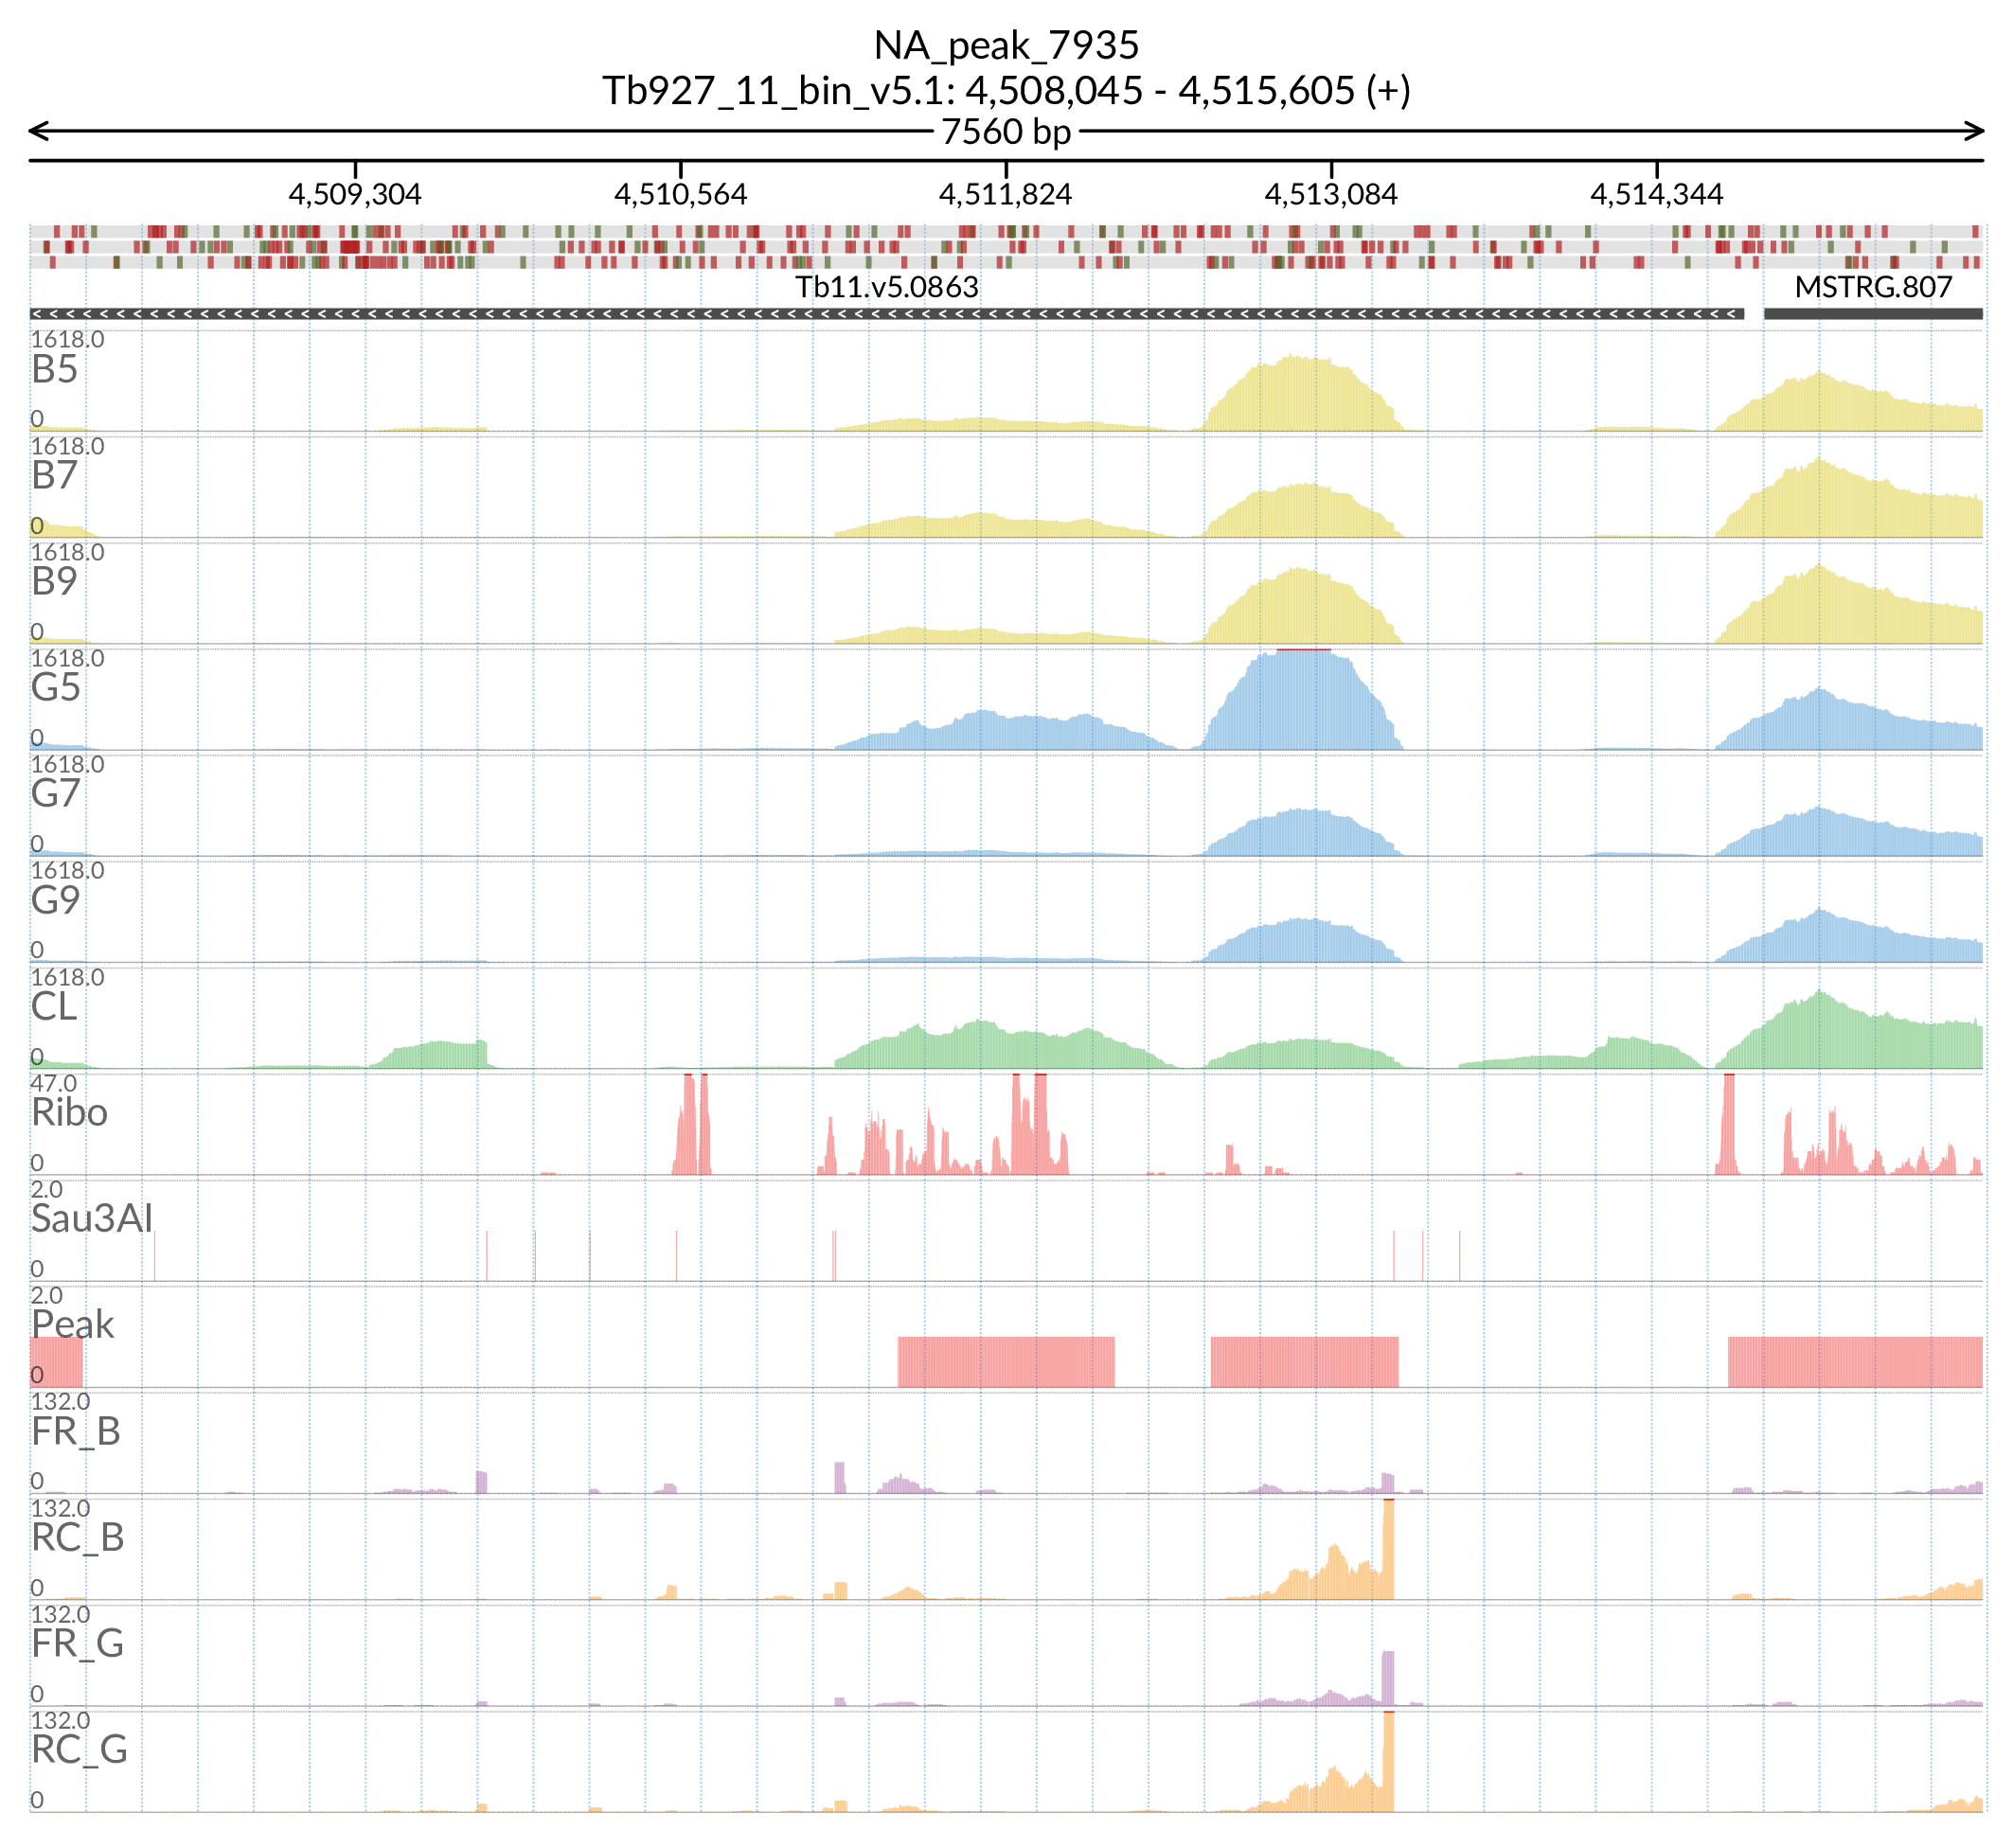 NA_peak_7935
Tb927_11_bin_v5.1: 4,508,045 - 4,515,605 (+)
7560 bp
4,509,304 4,510,564 4,511,824 4,513,084 4,514,344
Tb11.v5.0863 MSTRG.807
1618.0
B5
0
1618.0
B7
0
1618.0
B9
0
1618.0
G5
0
1618.0
G7
0
1618.0
G9
0
1618.0
CL
0
47.0
Ribo
0
2.0
Sau3AI
0
2.0
Peak
0
132.0
FR_B
0
132.0
RC_B
0
132.0
FR_G
0
132.0
RC_G
0